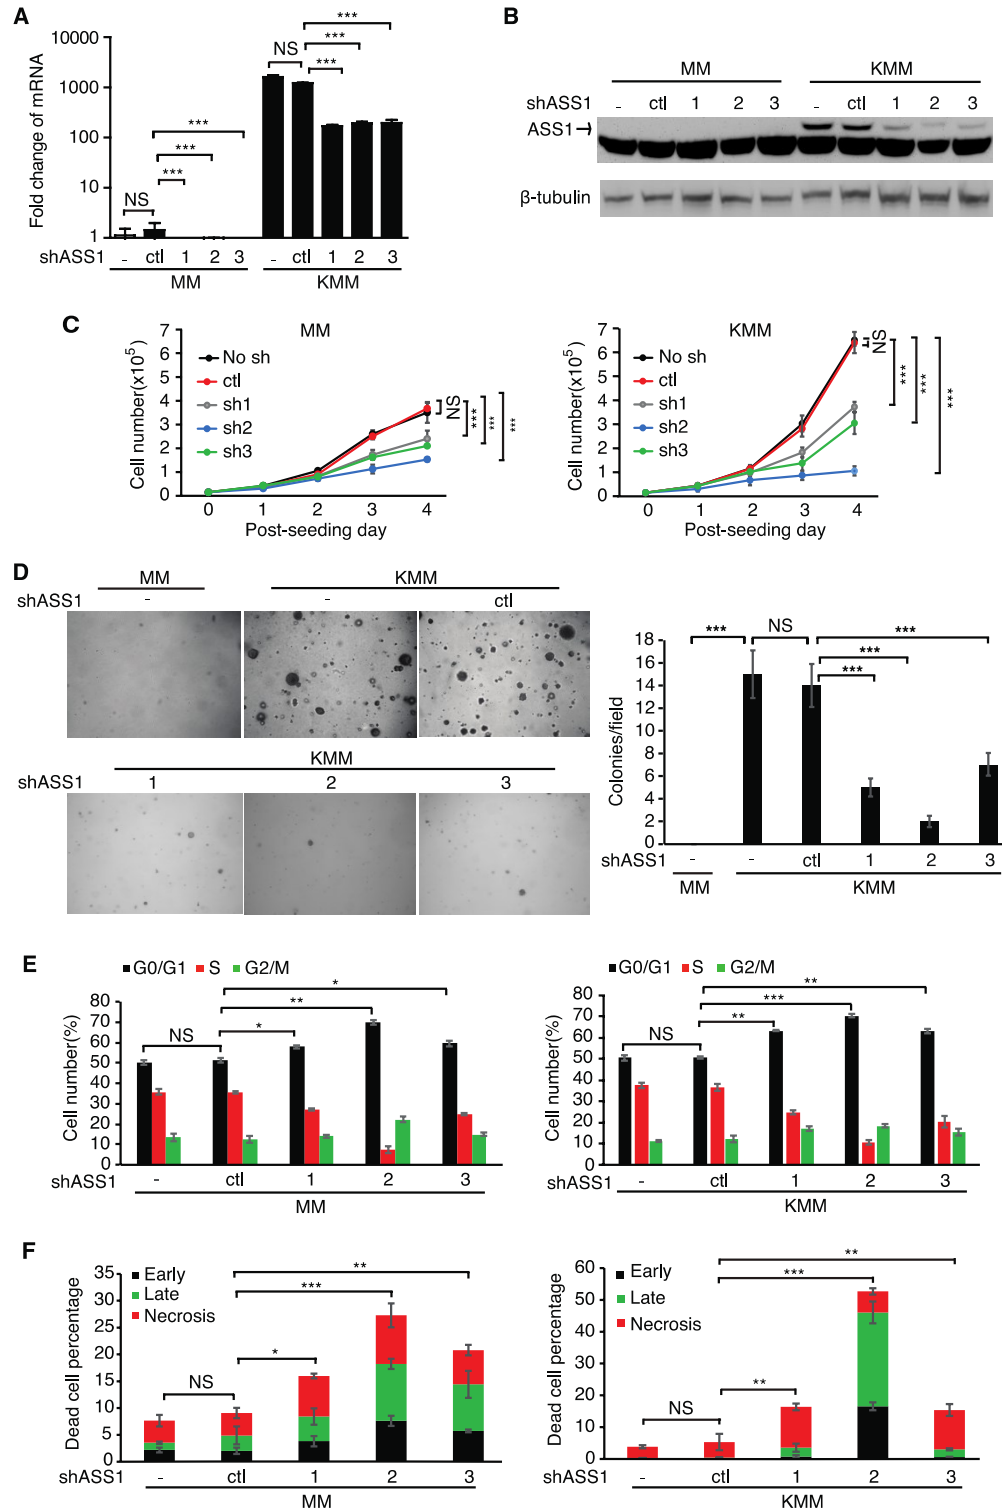 A
Fold change of mRNA
10000
1000
100
10
1
NS
***
***
***
NS
***
***
***
shASS1
- ctl 1 2 3 - ctl 1 2 3
MM KMM
B
MM KMM
shASS1 - ctl 1 2 3 - ctl 1 2 3
ASS1→
β-tubulin
C
MM
Cell number(x10⁵)
7
6
5
4
3
2
1
0
No sh
ctl
sh1
sh2
sh3
NS
***
***
***
0 1 2 3 4
Post-seeding day
KMM
Cell number(x10⁵)
7
6
5
4
3
2
1
0
No sh
ctl
sh1
sh2
sh3
NS
***
***
***
0 1 2 3 4
Post-seeding day
D
MM KMM
shASS1 - - ctl
KMM
shASS1 1 2 3
Colonies/field
18
16
14
12
10
8
6
4
2
0
*** NS ***
***
***
shASS1 - - ctl 1 2 3
MM KMM
E
G0/G1 S G2/M
Cell number(%)
80
70
60
50
40
30
20
10
0
NS
*
**
*
shASS1 - ctl 1 2 3
MM
G0/G1 S G2/M
Cell number(%)
80
70
60
50
40
30
20
10
0
NS
**
***
**
shASS1 - ctl 1 2 3
KMM
F
Early
Late
Necrosis
Dead cell percentage
35
30
25
20
15
10
5
0
NS
*
***
**
shASS1 - ctl 1 2 3
MM
Early
Late
Necrosis
Dead cell percentage
60
50
40
30
20
10
0
NS
**
***
**
shASS1 - ctl 1 2 3
KMM